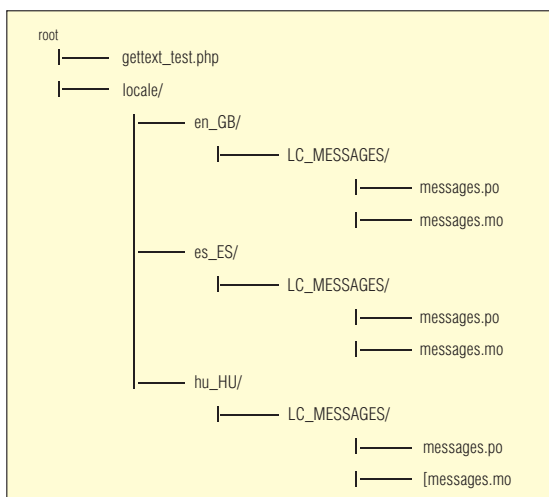 root
gettext_test.php
locale/
en_GB/
LC_MESSAGES/
messages.po
messages.mo
es_ES/
LC_MESSAGES/
messages.po
messages.mo
hu_HU/
LC_MESSAGES/
messages.po
[messages.mo